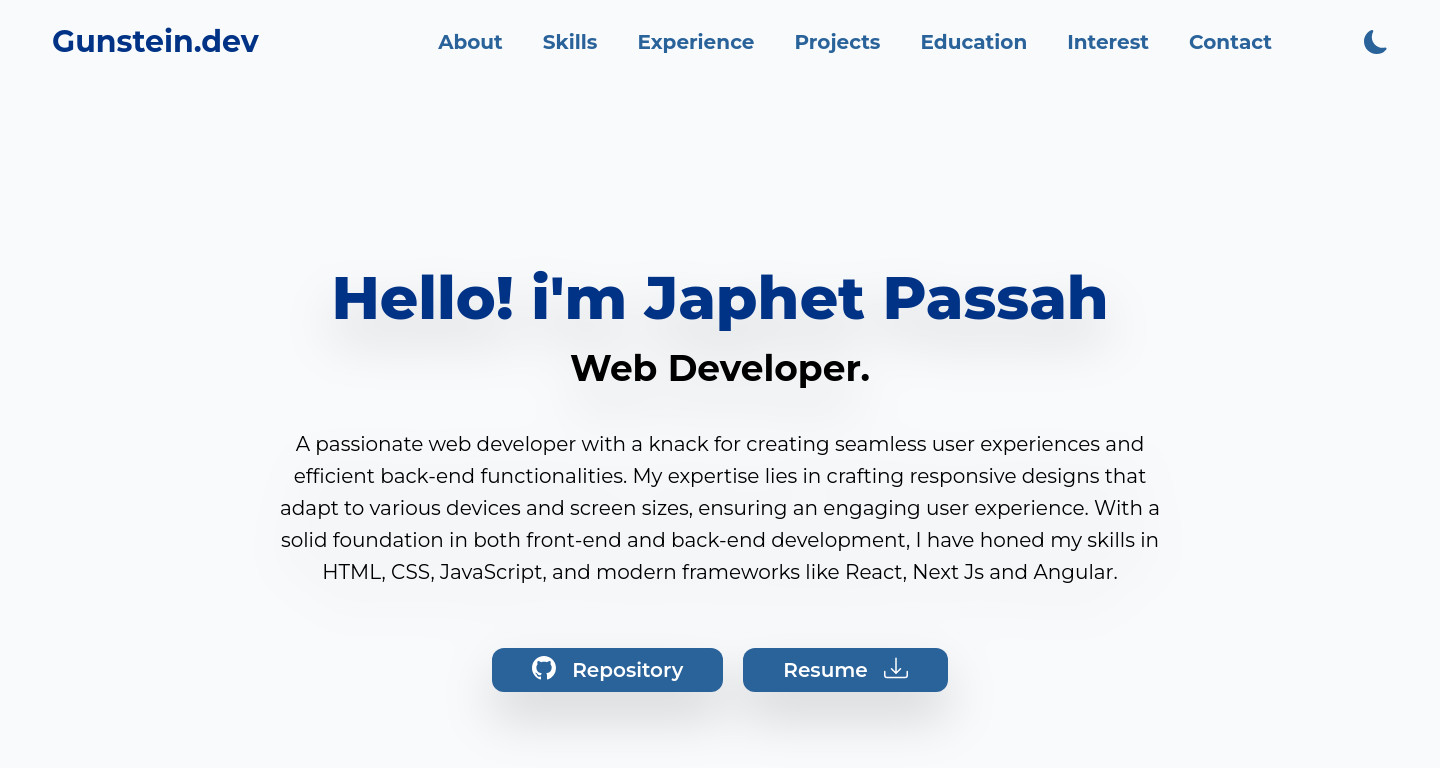 Gunstein.dev
About Skills Experience Projects Education Interest Contact
Hello! i'm Japhet Passah
Web Developer.
A passionate web developer with a knack for creating seamless user experiences and
efficient back-end functionalities. My expertise lies in crafting responsive designs that
adapt to various devices and screen sizes, ensuring an engaging user experience. With a
solid foundation in both front-end and back-end development, I have honed my skills in
HTML, CSS, JavaScript, and modern frameworks like React, Next Js and Angular.
Repository
Resume